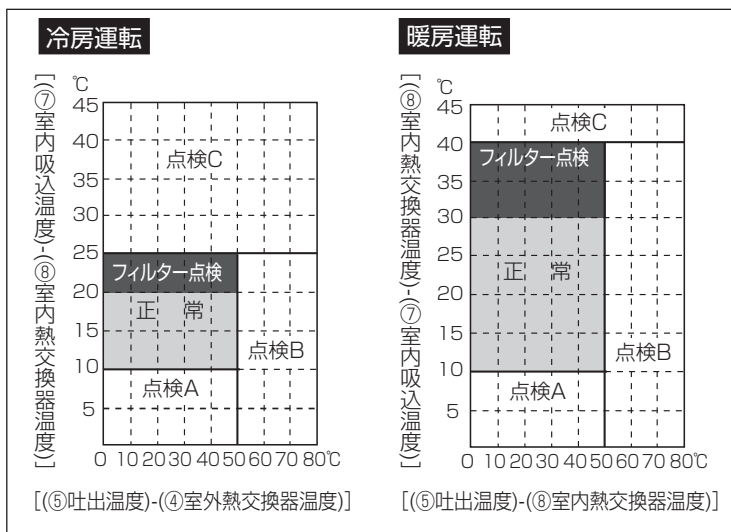 冷房運転
[(⑦室内吸込温度)-(⑧室内熱交換器温度)]
℃
45
40
35
30
25
20
15
10
5
点検C
フィルター点検
正 常
点検B
点検A
0 10 20 30 40 50 60 70 80℃
[(⑤吐出温度)-(④室外熱交換器温度)]
暖房運転
[(⑧室内熱交換器温度)-(⑦室内吸込温度)]
℃
45
40
35
30
25
20
15
10
5
点検C
フィルター点検
正 常
点検B
点検A
0 10 20 30 40 50 60 70 80℃
[(⑤吐出温度)-(⑧室内熱交換器温度)]